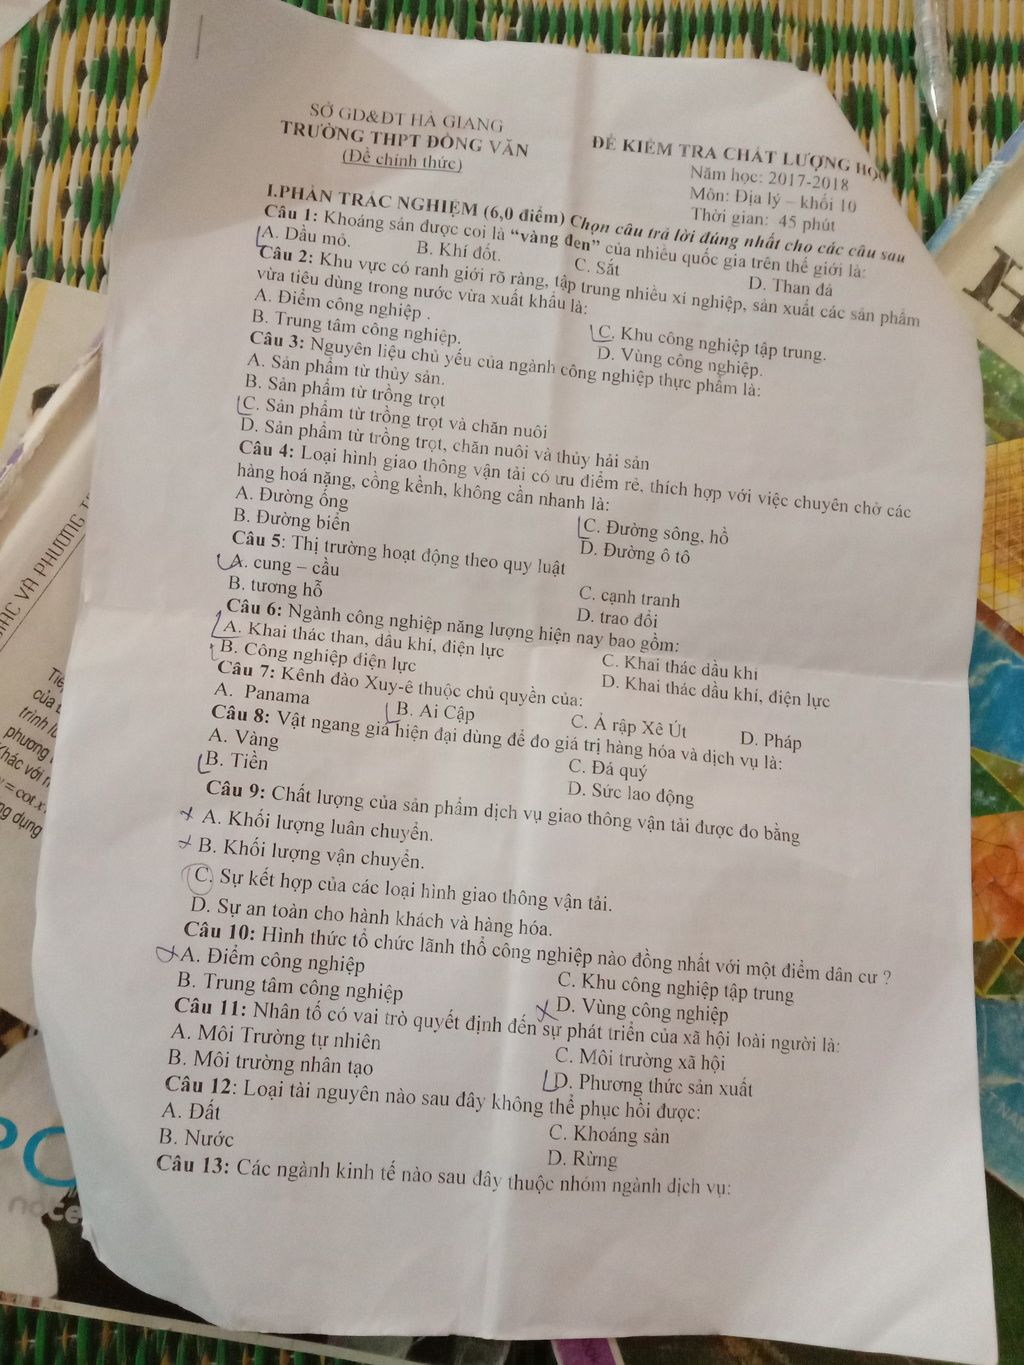 SỞ GD&ĐT HÀ GIANG
TRƯỜNG THPT ĐỒNG VĂN
(Đề chính thức)
ĐỀ KIỂM TRA CHẤT LƯỢNG HỌC
Năm học: 2017-2018
Môn: Địa lý – khối 10
Thời gian: 45 phút
I.PHẦN TRẮC NGHIỆM (6,0 điểm) Chọn câu trả lời đúng nhất cho các câu sau
Câu 1: Khoáng sản được coi là “vàng đen” của nhiều quốc gia trên thế giới là:
A. Dầu mỏ. B. Khí đốt. C. Sắt D. Than đá
Câu 2: Khu vực có ranh giới rõ ràng, tập trung nhiều xí nghiệp, sản xuất các sản phẩm
vừa tiêu dùng trong nước vừa xuất khẩu là:
A. Điểm công nghiệp . C. Khu công nghiệp tập trung.
B. Trung tâm công nghiệp. D. Vùng công nghiệp.
Câu 3: Nguyên liệu chủ yếu của ngành công nghiệp thực phẩm là:
A. Sản phẩm từ thủy sản.
B. Sản phẩm từ trồng trọt
C. Sản phẩm từ trồng trọt và chăn nuôi
D. Sản phẩm từ trồng trọt, chăn nuôi và thủy hải sản
Câu 4: Loại hình giao thông vận tải có ưu điểm rẻ, thích hợp với việc chuyên chở các
hàng hoá nặng, cồng kềnh, không cần nhanh là:
A. Đường ống C. Đường sông, hồ
B. Đường biển D. Đường ô tô
Câu 5: Thị trường hoạt động theo quy luật
A. cung – cầu C. cạnh tranh
B. tương hỗ D. trao đổi
Câu 6: Ngành công nghiệp năng lượng hiện nay bao gồm:
A. Khai thác than, dầu khí, điện lực C. Khai thác dầu khí
B. Công nghiệp điện lực D. Khai thác dầu khí, điện lực
Câu 7: Kênh đào Xuy-ê thuộc chủ quyền của:
A. Panama B. Ai Cập C. Ả rập Xê Út D. Pháp
Câu 8: Vật ngang giá hiện đại dùng để đo giá trị hàng hóa và dịch vụ là:
A. Vàng C. Đá quý
B. Tiền D. Sức lao động
Câu 9: Chất lượng của sản phẩm dịch vụ giao thông vận tải được đo bằng
A. Khối lượng luân chuyển.
B. Khối lượng vận chuyển.
C. Sự kết hợp của các loại hình giao thông vận tải.
D. Sự an toàn cho hành khách và hàng hóa.
Câu 10: Hình thức tổ chức lãnh thổ công nghiệp nào đồng nhất với một điểm dân cư ?
A. Điểm công nghiệp C. Khu công nghiệp tập trung
B. Trung tâm công nghiệp D. Vùng công nghiệp
Câu 11: Nhân tố có vai trò quyết định đến sự phát triển của xã hội loài người là:
A. Môi Trường tự nhiên C. Môi trường xã hội
B. Môi trường nhân tạo D. Phương thức sản xuất
Câu 12: Loại tài nguyên nào sau đây không thể phục hồi được:
A. Đất C. Khoáng sản
B. Nước D. Rừng
Câu 13: Các ngành kinh tế nào sau đây thuộc nhóm ngành dịch vụ: